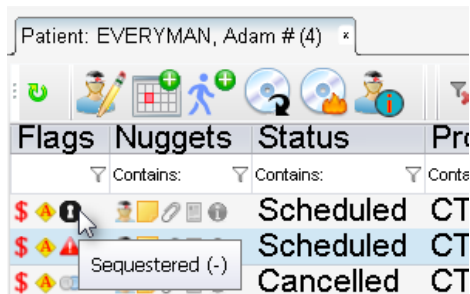 Patient: EVERYMAN, Adam # (4) ×
Flags Nuggets Status Pro
Contains: Contains: Conta
$ A Scheduled CT
$ A Scheduled CT
Sequestered (-)
$ A Cancelled CT